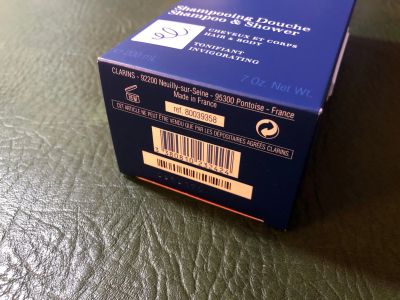 Shampooing Douche
Shampoo & Shower
CHEVEUX ET CORPS
HAIR & BODY
TONIFIANT
INVIGORATING
200 mL
7 Oz. Net Wt.
CLARINS - 92200 Neuilly-sur-Seine - 95300 Pontoise - France
Made in France
ref. 80039358
CET ARTICLE NE PEUT ÊTRE VENDU QUE PAR LES DÉPOSITAIRES AGRÉÉS CLARINS